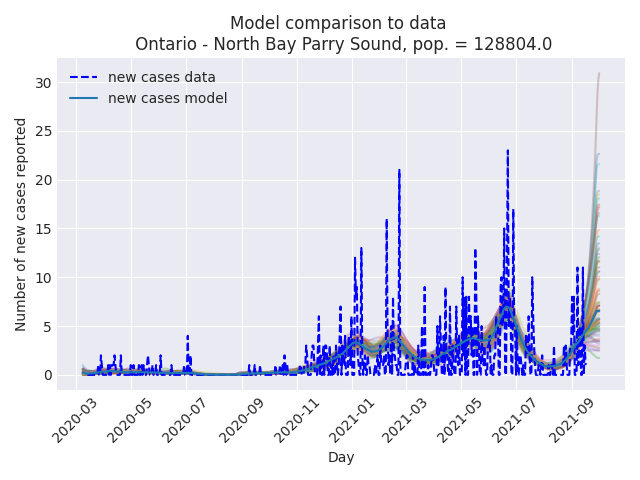 Model comparison to data
Ontario - North Bay Parry Sound, pop. = 128804.0
new cases data
new cases model
Number of new cases reported
30
25
20
15
10
5
0
2020-03
2020-05
2020-07
2020-09
2020-11
2021-01
2021-03
2021-05
2021-07
2021-09
Day